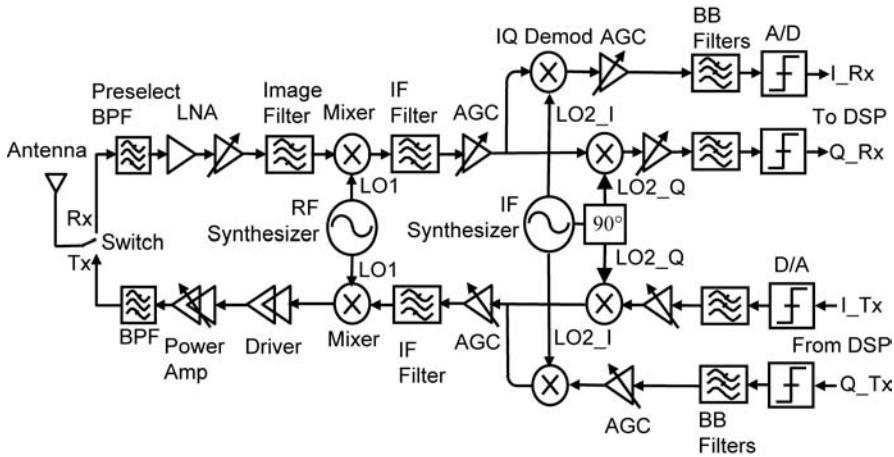 BB
Filters
A/D
IQ Demod
AGC
I_Rx
Preselect
BPF
LNA
Image
Filter
Mixer
IF
Filter
AGC
LO2_I
To DSP
Q_Rx
Antenna
LO1
LO2_Q
Rx
Switch
Tx
RF
Synthesizer
IF
Synthesizer
90°
LO1
LO2_Q
D/A
I_Tx
BPF
Power
Amp
Driver
Mixer
IF
Filter
AGC
LO2_I
From DSP
Q_Tx
AGC
BB
Filters